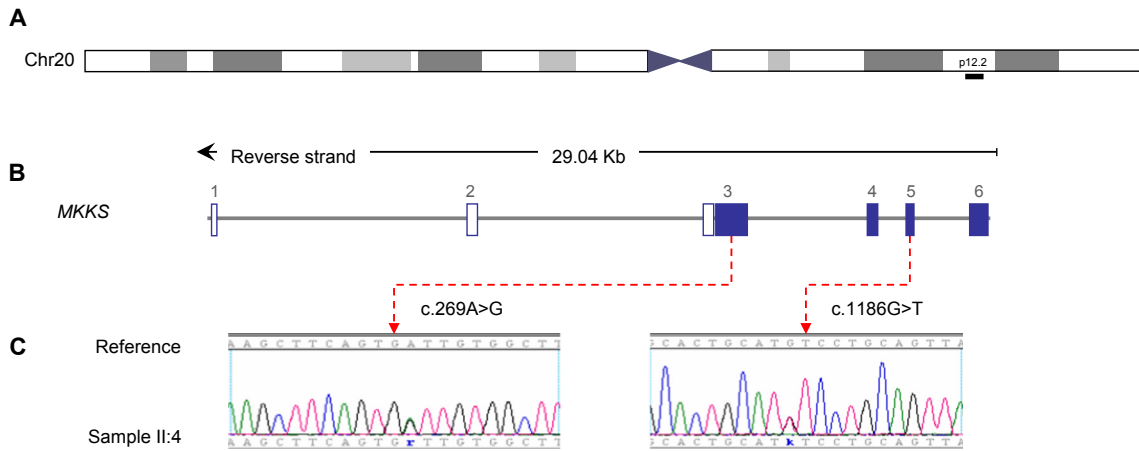 A
Chr20
p12.2
Reverse strand
29.04 Kb
B
1 2 3 4 5 6
MKKS
c.269A>G
c.1186G>T
C
Reference
AAGCTTCAGTGATTGTGGCTT
GCACTGCATGTCCTGCAGTTA
Sample II:4
AAGCTTCAGTGrTTGTGGCTT
GCACTGCATkTCCTGCAGTTA